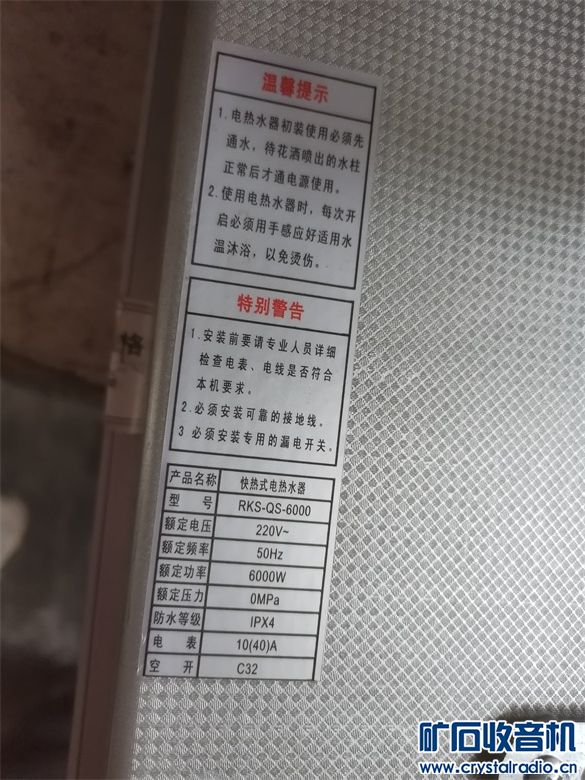 温馨提示
1.电热水器初装使用必须先
通水，待花洒喷出的水柱
正常后才通电源使用。
2.使用电热水器时，每次开
启必须用手感应好适用水
温沐浴，以免烫伤。
特别警告
1.安装前要请专业人员详细
检查电表、电线是否符合
本机要求。
2.必须安装可靠的接地线。
3 必须安装专用的漏电开关。
产品名称 快热式电热水器
型 号 RKS-QS-6000
额定电压 220V~
额定频率 50Hz
额定功率 6000W
额定压力 0MPa
防水等级 IPX4
电 表 10(40)A
空 开 C32
格
矿石收音机
www.crystalradio.cn